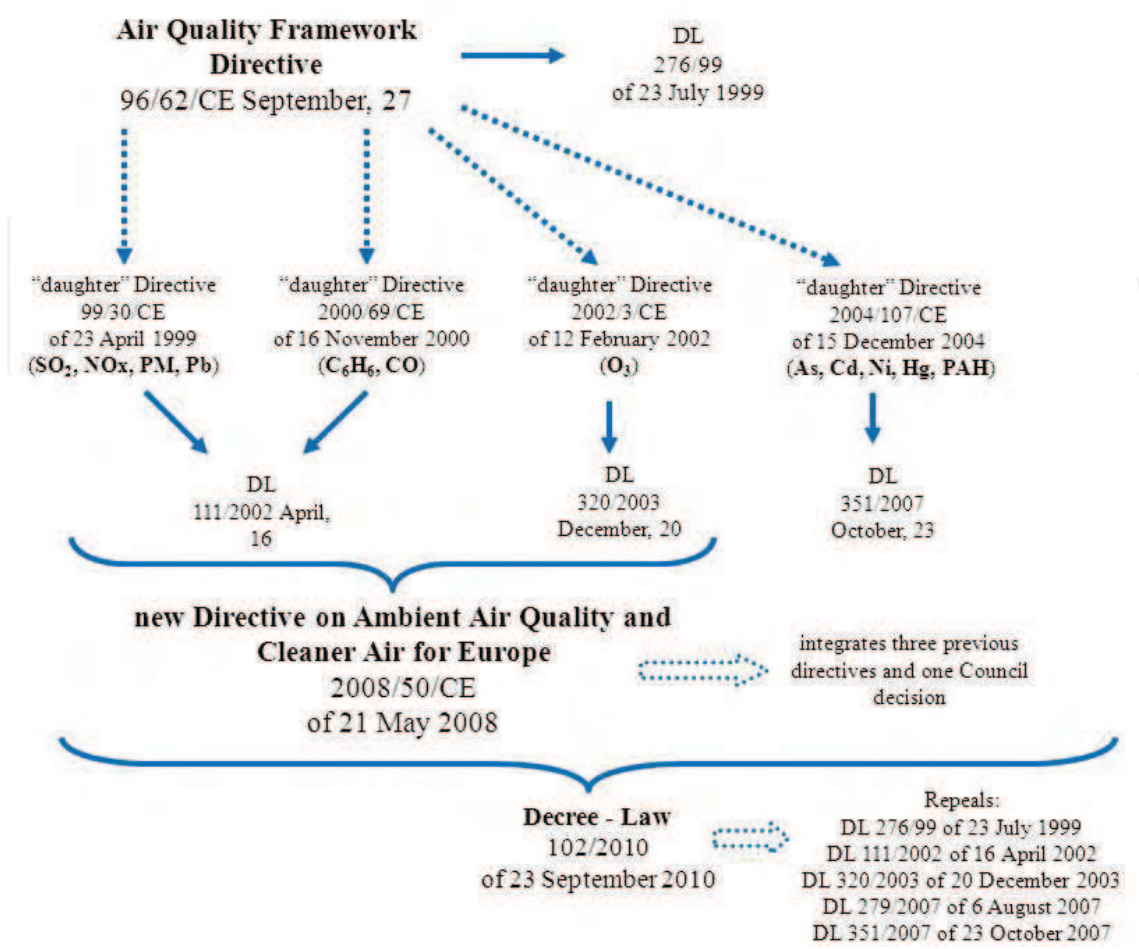 Air Quality Framework
Directive
96/62/CE September, 27
DL
276/99
of 23 July 1999
“daughter” Directive
99/30/CE
of 23 April 1999
(SO₂, NOx, PM, Pb)
“daughter” Directive
2000/69/CE
of 16 November 2000
(C₆H₆, CO)
“daughter” Directive
2002/3/CE
of 12 February 2002
(O₃)
“daughter” Directive
2004/107/CE
of 15 December 2004
(As, Cd, Ni, Hg, PAH)
DL
111/2002 April,
16
DL
320/2003
December, 20
DL
351/2007
October, 23
new Directive on Ambient Air Quality and
Cleaner Air for Europe
2008/50/CE
of 21 May 2008
integrates three previous
directives and one Council
decision
Decree - Law
102/2010
of 23 September 2010
Repeals:
DL 276/99 of 23 July 1999
DL 111/2002 of 16 April 2002
DL 320/2003 of 20 December 2003
DL 279/2007 of 6 August 2007
DL 351/2007 of 23 October 2007